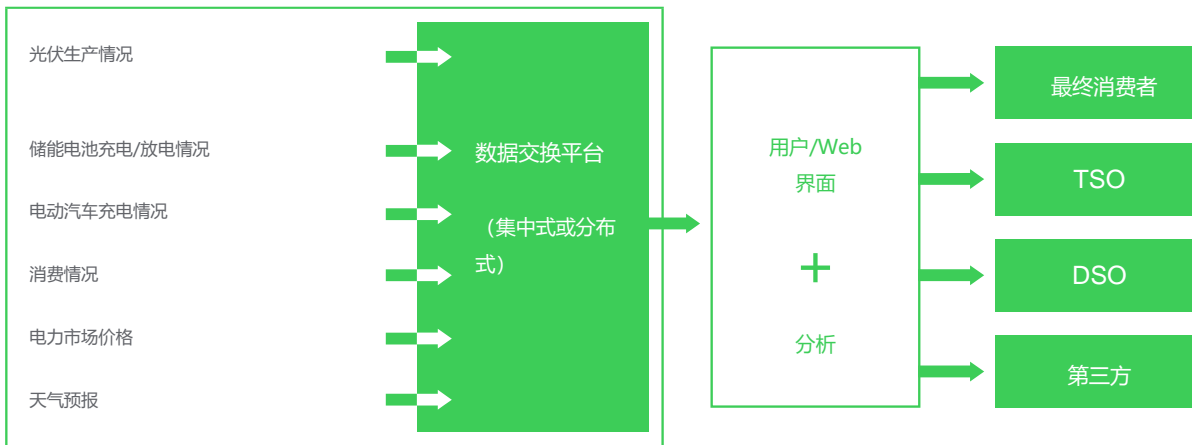 光伏生产情况
储能电池充电/放电情况
电动汽车充电情况
消费情况
电力市场价格
天气预报
数据交换平台
（集中式或分布
式）
用户/Web
界面
+
分析
最终消费者
TSO
DSO
第三方